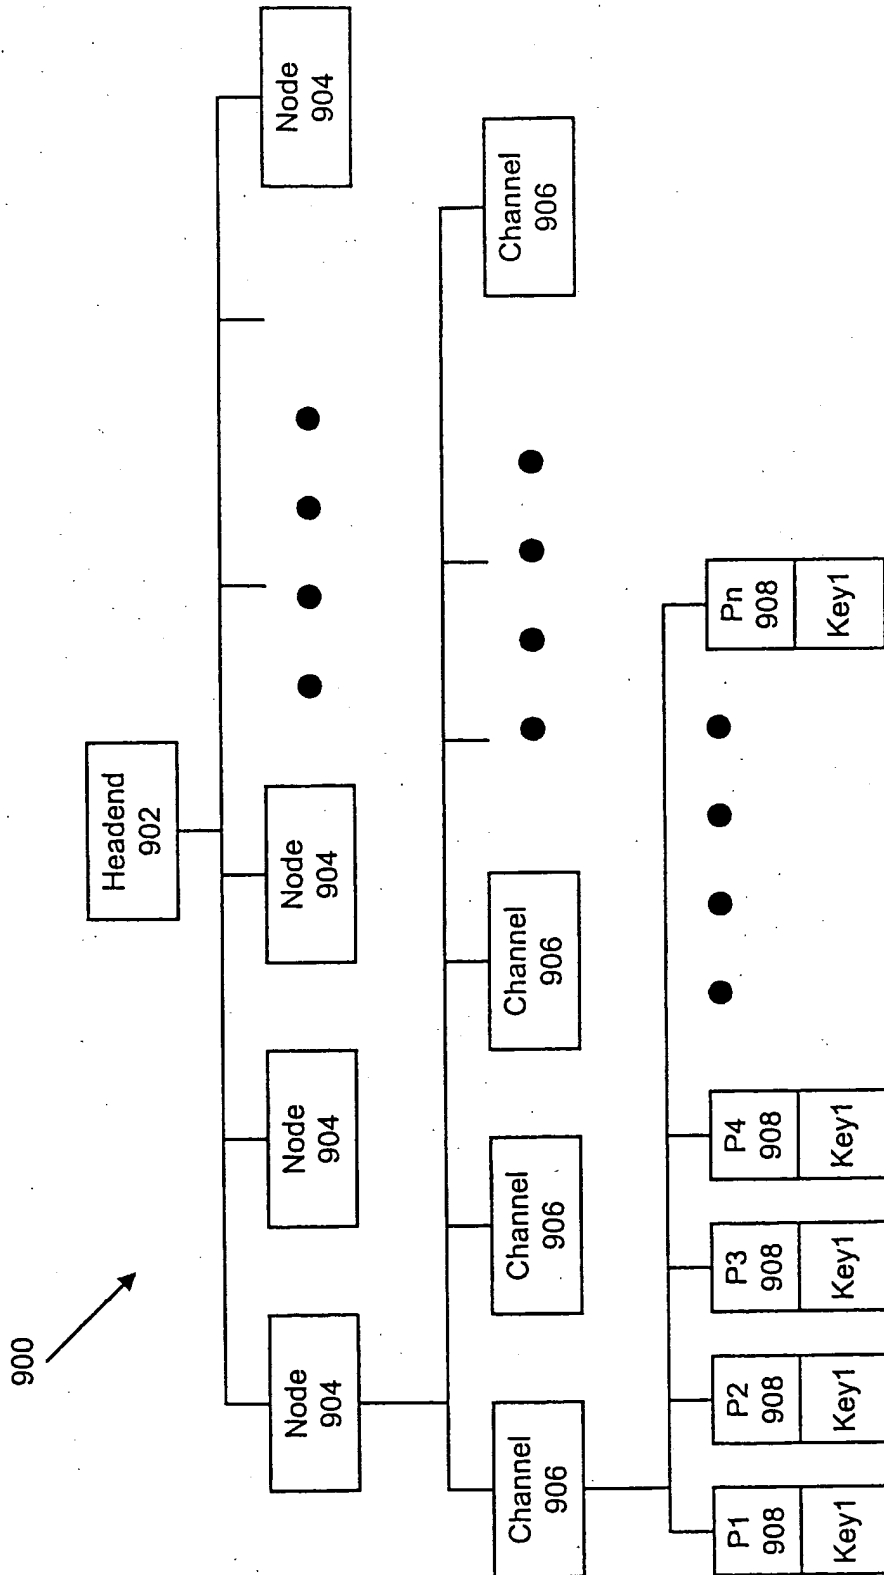 900
Headend
902
Node
904
Node
904
Node
904
Node
904
Channel
906
Channel
906
Channel
906
Channel
906
P1
908
Key1
P2
908
Key1
P3
908
Key1
P4
908
Key1
Pn
908
Key1